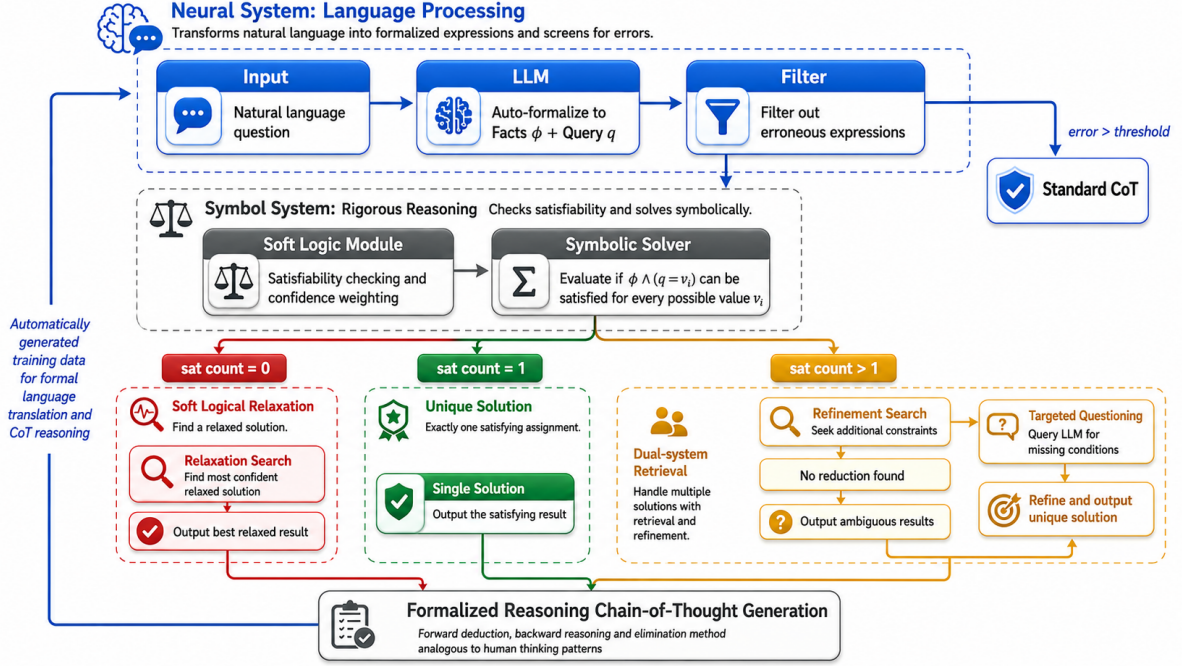 Neural System: Language Processing
Transforms natural language into formalized expressions and screens for errors.
Input
Natural language
question
LLM
Auto-formalize to
Facts ϕ + Query q
Filter
Filter out
erroneous expressions
error > threshold
Standard CoT
Symbol System: Rigorous Reasoning Checks satisfiability and solves symbolically.
Soft Logic Module
Satisfiability checking and
confidence weighting
Symbolic Solver
Σ
Evaluate if ϕ ∧ (q = vᵢ) can be
satisfied for every possible value vᵢ
Automatically
generated
training data
for formal
language
translation and
CoT reasoning
sat count = 0
Soft Logical Relaxation
Find a relaxed solution.
Relaxation Search
Find most confident
relaxed solution
Output best relaxed result
sat count = 1
Unique Solution
Exactly one satisfying assignment.
Single Solution
Output the satisfying result
sat count > 1
Dual-system
Retrieval
Handle multiple
solutions with
retrieval and
refinement.
Refinement Search
Seek additional constraints
No reduction found
?
Output ambiguous results
?
Targeted Questioning
Query LLM for
missing conditions
Refine and output
unique solution
Formalized Reasoning Chain-of-Thought Generation
Forward deduction, backward reasoning and elimination method
analogous to human thinking patterns